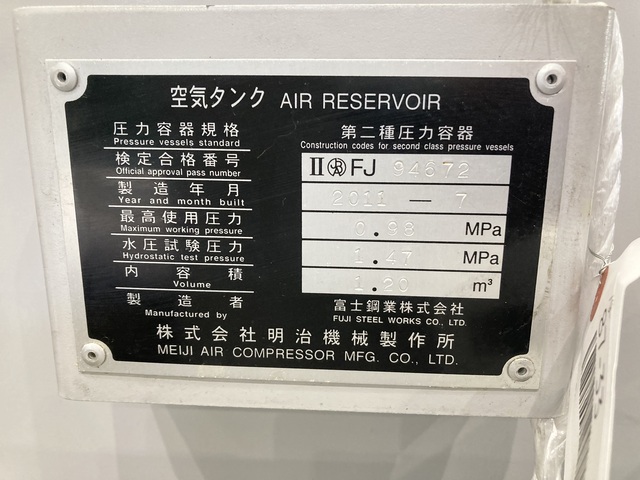 空気タンク AIR RESERVOIR
圧力容器規格 第二種圧力容器
Pressure vessels standard Construction codes for second class pressure vessels
検定合格番号 II FJ 94672
Official approval pass number
製造年月 2011 — 7
Year and month built
最高使用圧力 0.98 MPa
Maximum working pressure
水圧試験圧力 1.47 MPa
Hydrostatic test pressure
内容積 1.20 m³
Volume
製造者 富士鋼業株式会社
Manufactured by FUJI STEEL WORKS CO., LTD.
株式会社明治機械製作所
MEIJI AIR COMPRESSOR MFG. CO., LTD.